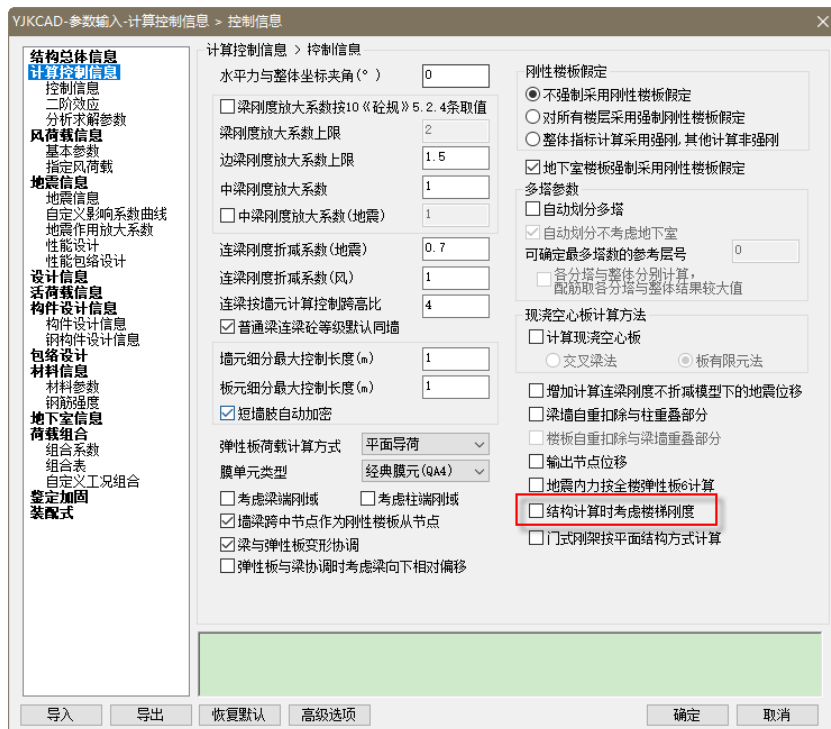 YJKCAD-参数输入-计算控制信息 > 控制信息
结构总体信息
计算控制信息
控制信息
二阶效应
分析求解参数
风荷载信息
基本参数
指定风荷载
地震信息
地震信息
自定义影响系数曲线
地震作用放大系数
性能设计
性能包络设计
设计信息
活荷载信息
构件设计信息
构件设计信息
钢构件设计信息
包络设计
材料信息
材料参数
钢筋强度
地下室信息
荷载组合
组合系数
组合表
自定义工况组合
鉴定加固
装配式
计算控制信息 > 控制信息
水平力与整体坐标夹角(°) 0
梁刚度放大系数按10《砼规》5.2.4条取值
梁刚度放大系数上限 2
边梁刚度放大系数上限 1.5
中梁刚度放大系数 1
中梁刚度放大系数(地震) 1
连梁刚度折减系数(地震) 0.7
连梁刚度折减系数(风) 1
连梁按墙元计算控制跨高比 4
普通梁连梁砼等级默认同墙
墙元细分最大控制长度(m) 1
板元细分最大控制长度(m) 1
短墙肢自动加密
弹性板荷载计算方式 平面导荷
膜单元类型 经典膜元(QA4)
考虑梁端刚域 考虑柱端刚域
墙梁跨中节点作为刚性楼板从节点
梁与弹性板变形协调
弹性板与梁协调时考虑梁向下相对偏移
刚性楼板假定
不强制采用刚性楼板假定
对所有楼层采用强制刚性楼板假定
整体指标计算采用强刚,其他计算非强刚
地下室楼板强制采用刚性楼板假定
多塔参数
自动划分多塔
自动划分不考虑地下室
可确定最多塔数的参考层号 0
各分塔与整体分别计算，
配筋取各分塔与整体结果较大值
现浇空心板计算方法
计算现浇空心板
交叉梁法 板有限元法
增加计算连梁刚度不折减模型下的地震位移
梁墙自重扣除与柱重叠部分
楼板自重扣除与梁墙重叠部分
输出节点位移
地震内力按全楼弹性板6计算
结构计算时考虑楼梯刚度
门式刚架按平面结构方式计算
导入 导出 恢复默认 高级选项 确定 取消